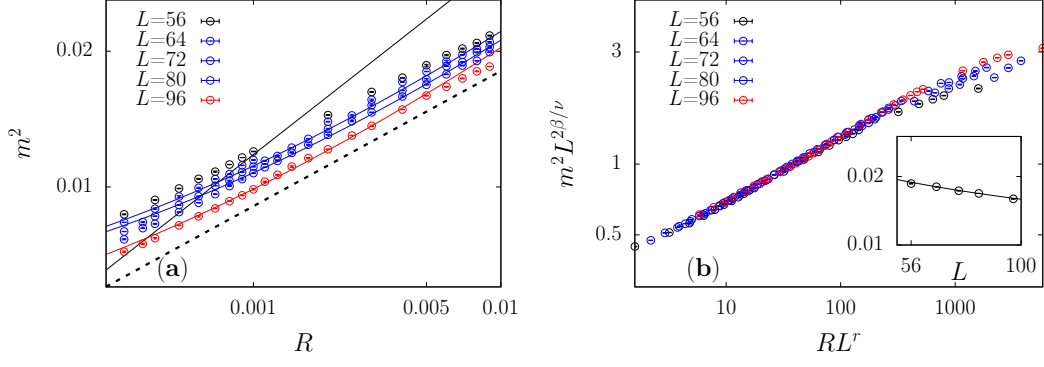 L=56
L=64
L=72
L=80
L=96
0.02
0.01
m²
(a)
0.001
0.005
0.01
R
L=56
L=64
L=72
L=80
L=96
3
1
0.5
m²L^{2β/ν}
(b)
0.02
0.01
56
L
100
10
100
1000
RL^r